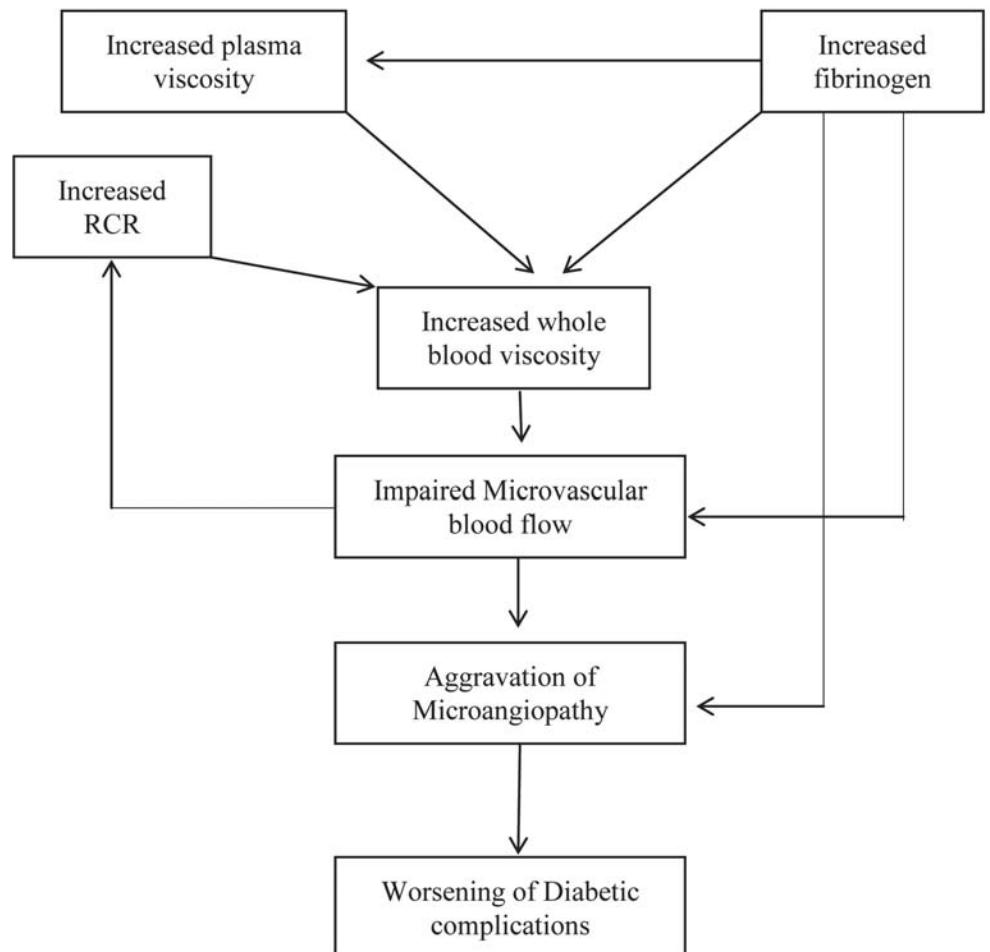 Increased plasma
viscosity
Increased
fibrinogen
Increased
RCR
Increased whole
blood viscosity
Impaired Microvascular
blood flow
Aggravation of
Microangiopathy
Worsening of Diabetic
complications